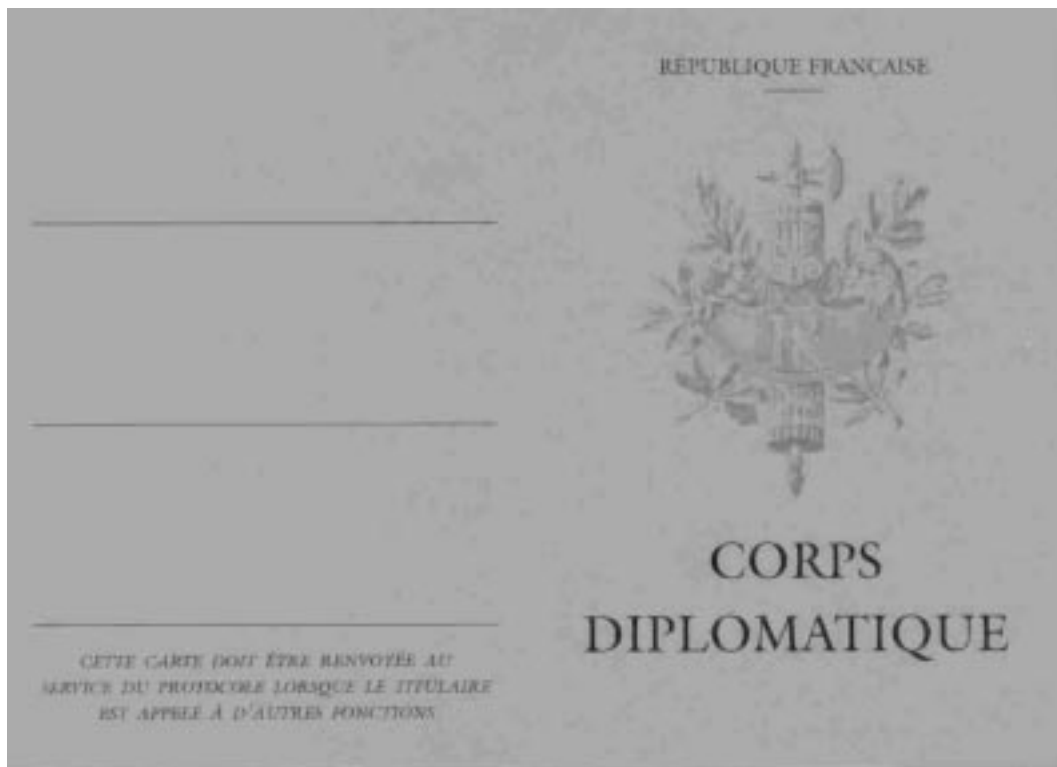 RÉPUBLIQUE FRANÇAISE
CORPS
DIPLOMATIQUE
CETTE CARTE DOIT ÊTRE RENVOYÉE AU
SERVICE DU PROTOCOLE LORSQUE LE TITULAIRE
EST APPELÉ À D'AUTRES FONCTIONS